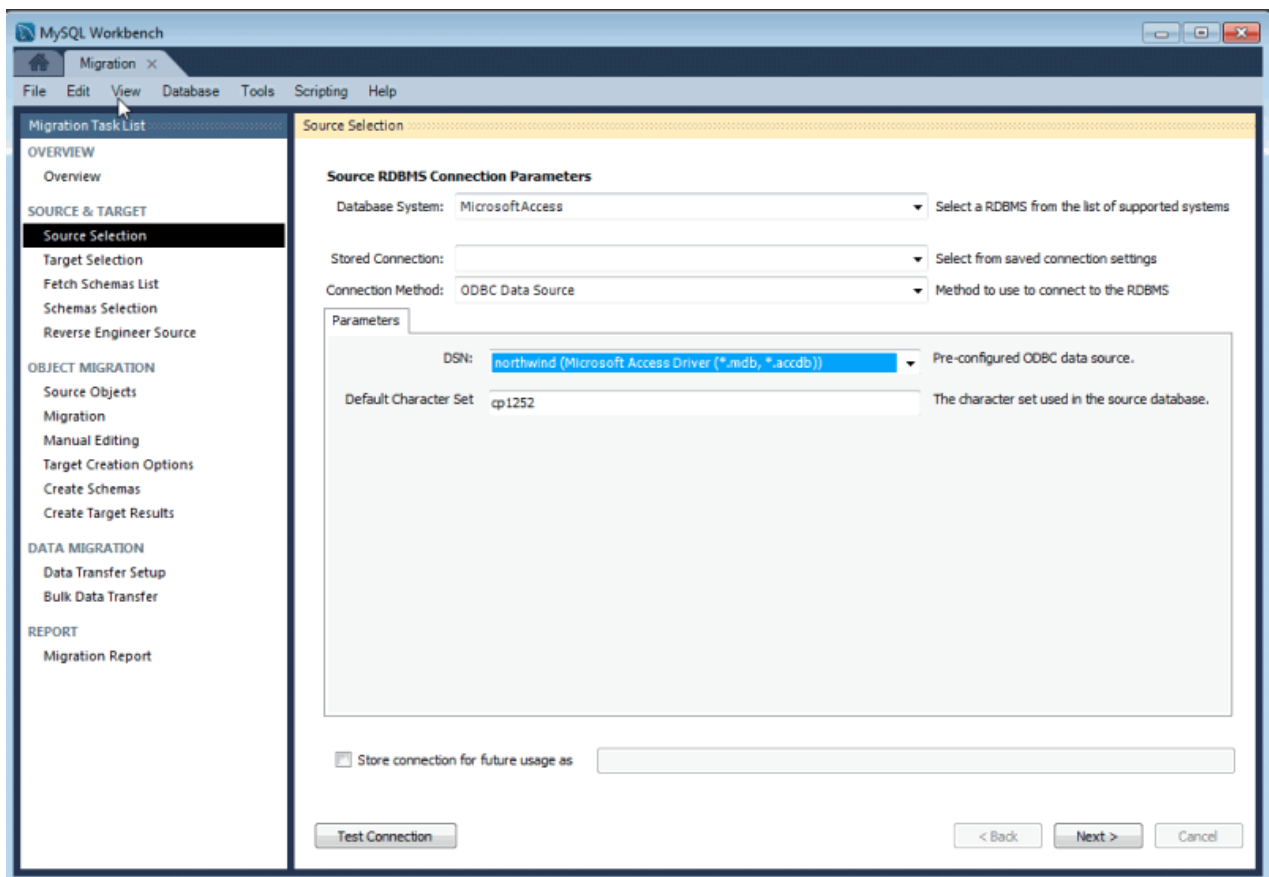 MySQL Workbench
Migration
File Edit View Database Tools Scripting Help
Migration Task List
OVERVIEW
Overview
SOURCE & TARGET
Source Selection
Target Selection
Fetch Schemas List
Schemas Selection
Reverse Engineer Source
OBJECT MIGRATION
Source Objects
Migration
Manual Editing
Target Creation Options
Create Schemas
Create Target Results
DATA MIGRATION
Data Transfer Setup
Bulk Data Transfer
REPORT
Migration Report
Source Selection
Source RDBMS Connection Parameters
Database System: MicrosoftAccess Select a RDBMS from the list of supported systems
Stored Connection: Select from saved connection settings
Connection Method: ODBC Data Source Method to use to connect to the RDBMS
Parameters
DSN: northwind (Microsoft Access Driver (*.mdb, *.accdb)) Pre-configured ODBC data source.
Default Character Set cp1252 The character set used in the source database.
Store connection for future usage as
Test Connection < Back Next > Cancel